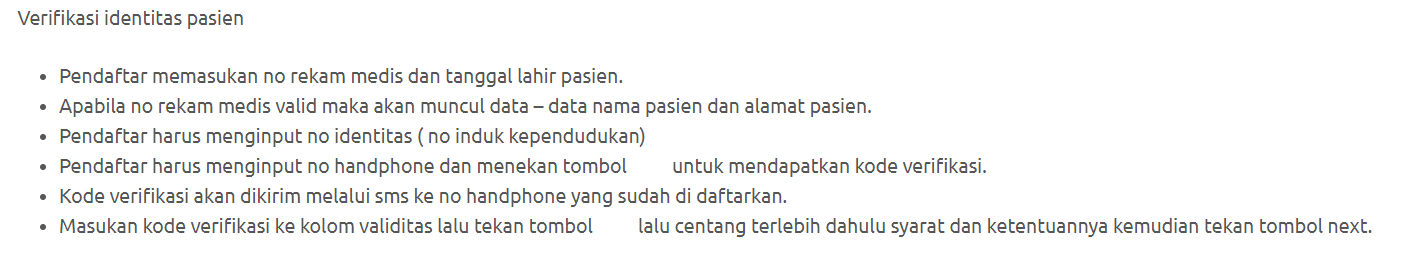 Verifikasi identitas pasien
• Pendaftar memasukan no rekam medis dan tanggal lahir pasien.
• Apabila no rekam medis valid maka akan muncul data – data nama pasien dan alamat pasien.
• Pendaftar harus menginput no identitas ( no induk kependudukan)
• Pendaftar harus menginput no handphone dan menekan tombol untuk mendapatkan kode verifikasi.
• Kode verifikasi akan dikirim melalui sms ke no handphone yang sudah di daftarkan.
• Masukan kode verifikasi ke kolom validitas lalu tekan tombol lalu centang terlebih dahulu syarat dan ketentuannya kemudian tekan tombol next.